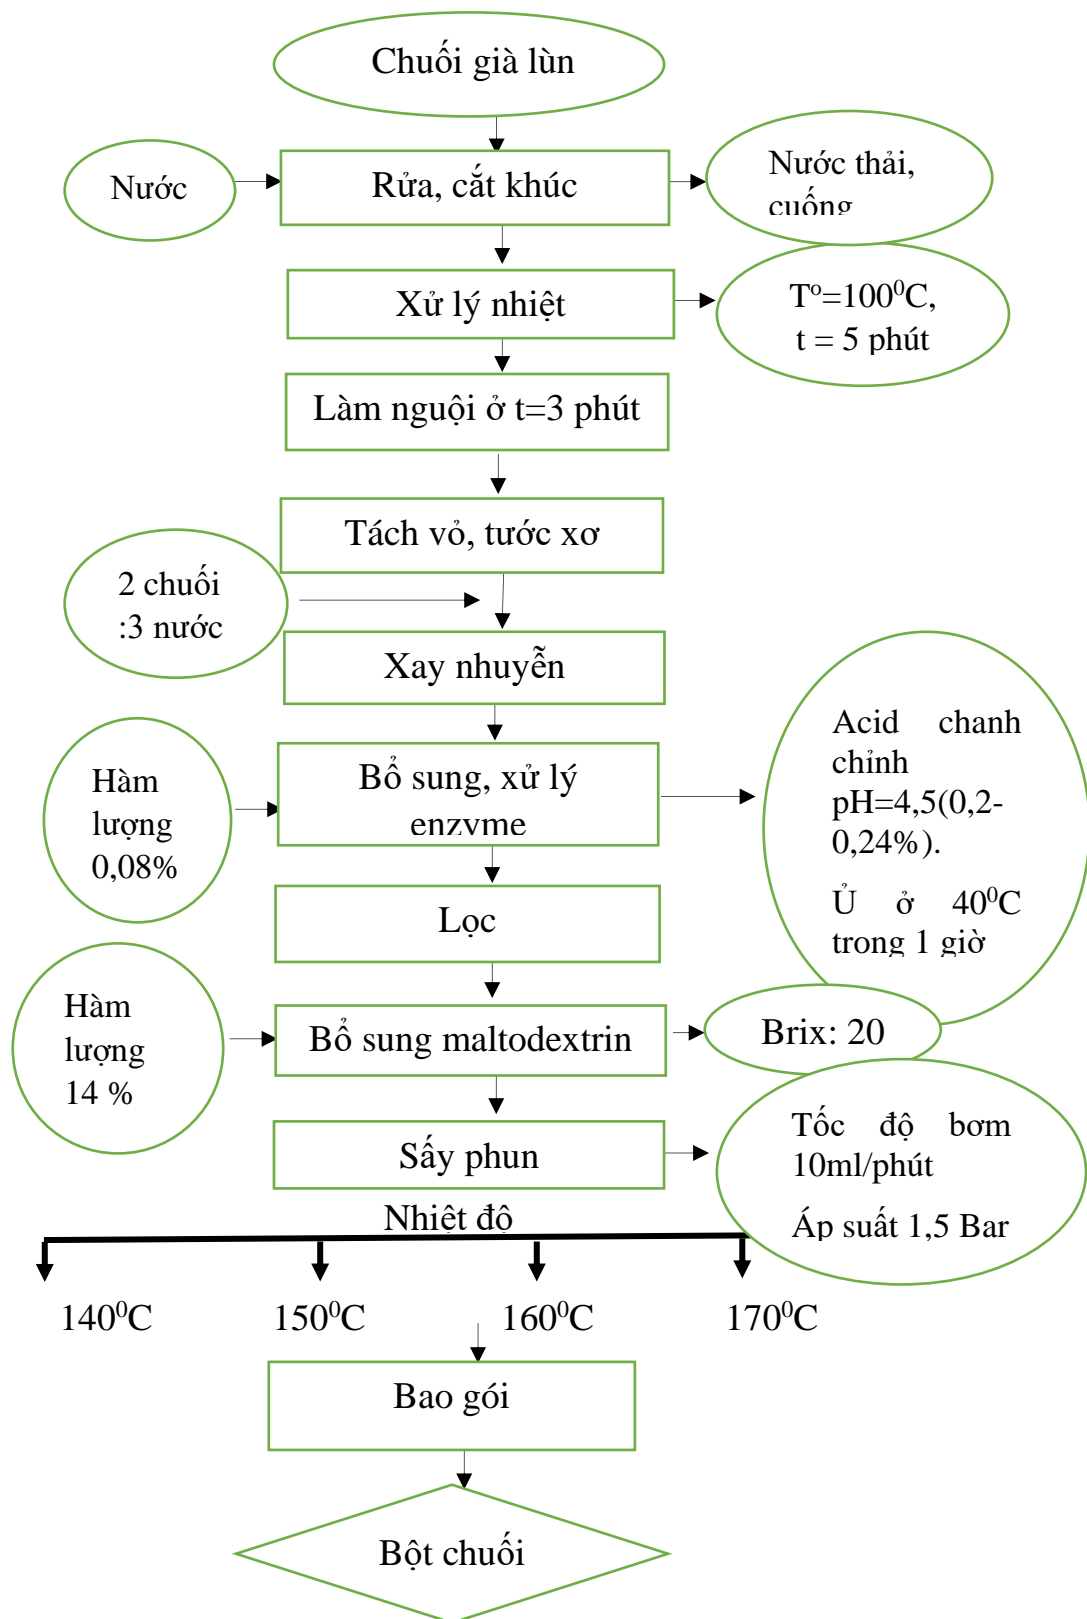 Chuối già lùn
Nước
Rửa, cắt khúc
Nước thải,
cuống
Xử lý nhiệt
Tº=100⁰C,
t = 5 phút
Làm nguội ở t=3 phút
Tách vỏ, tước xơ
2 chuối
:3 nước
Xay nhuyễn
Hàm
lượng
0,08%
Bổ sung, xử lý
enzyme
Acid chanh
chỉnh
pH=4,5(0,2-
0,24%).
Ủ ở 40⁰C
trong 1 giờ
Lọc
Hàm
lượng
14 %
Bổ sung maltodextrin
Brix: 20
Sấy phun
Tốc độ bơm
10ml/phút
Áp suất 1,5 Bar
Nhiệt độ
140⁰C 150⁰C 160⁰C 170⁰C
Bao gói
Bột chuối